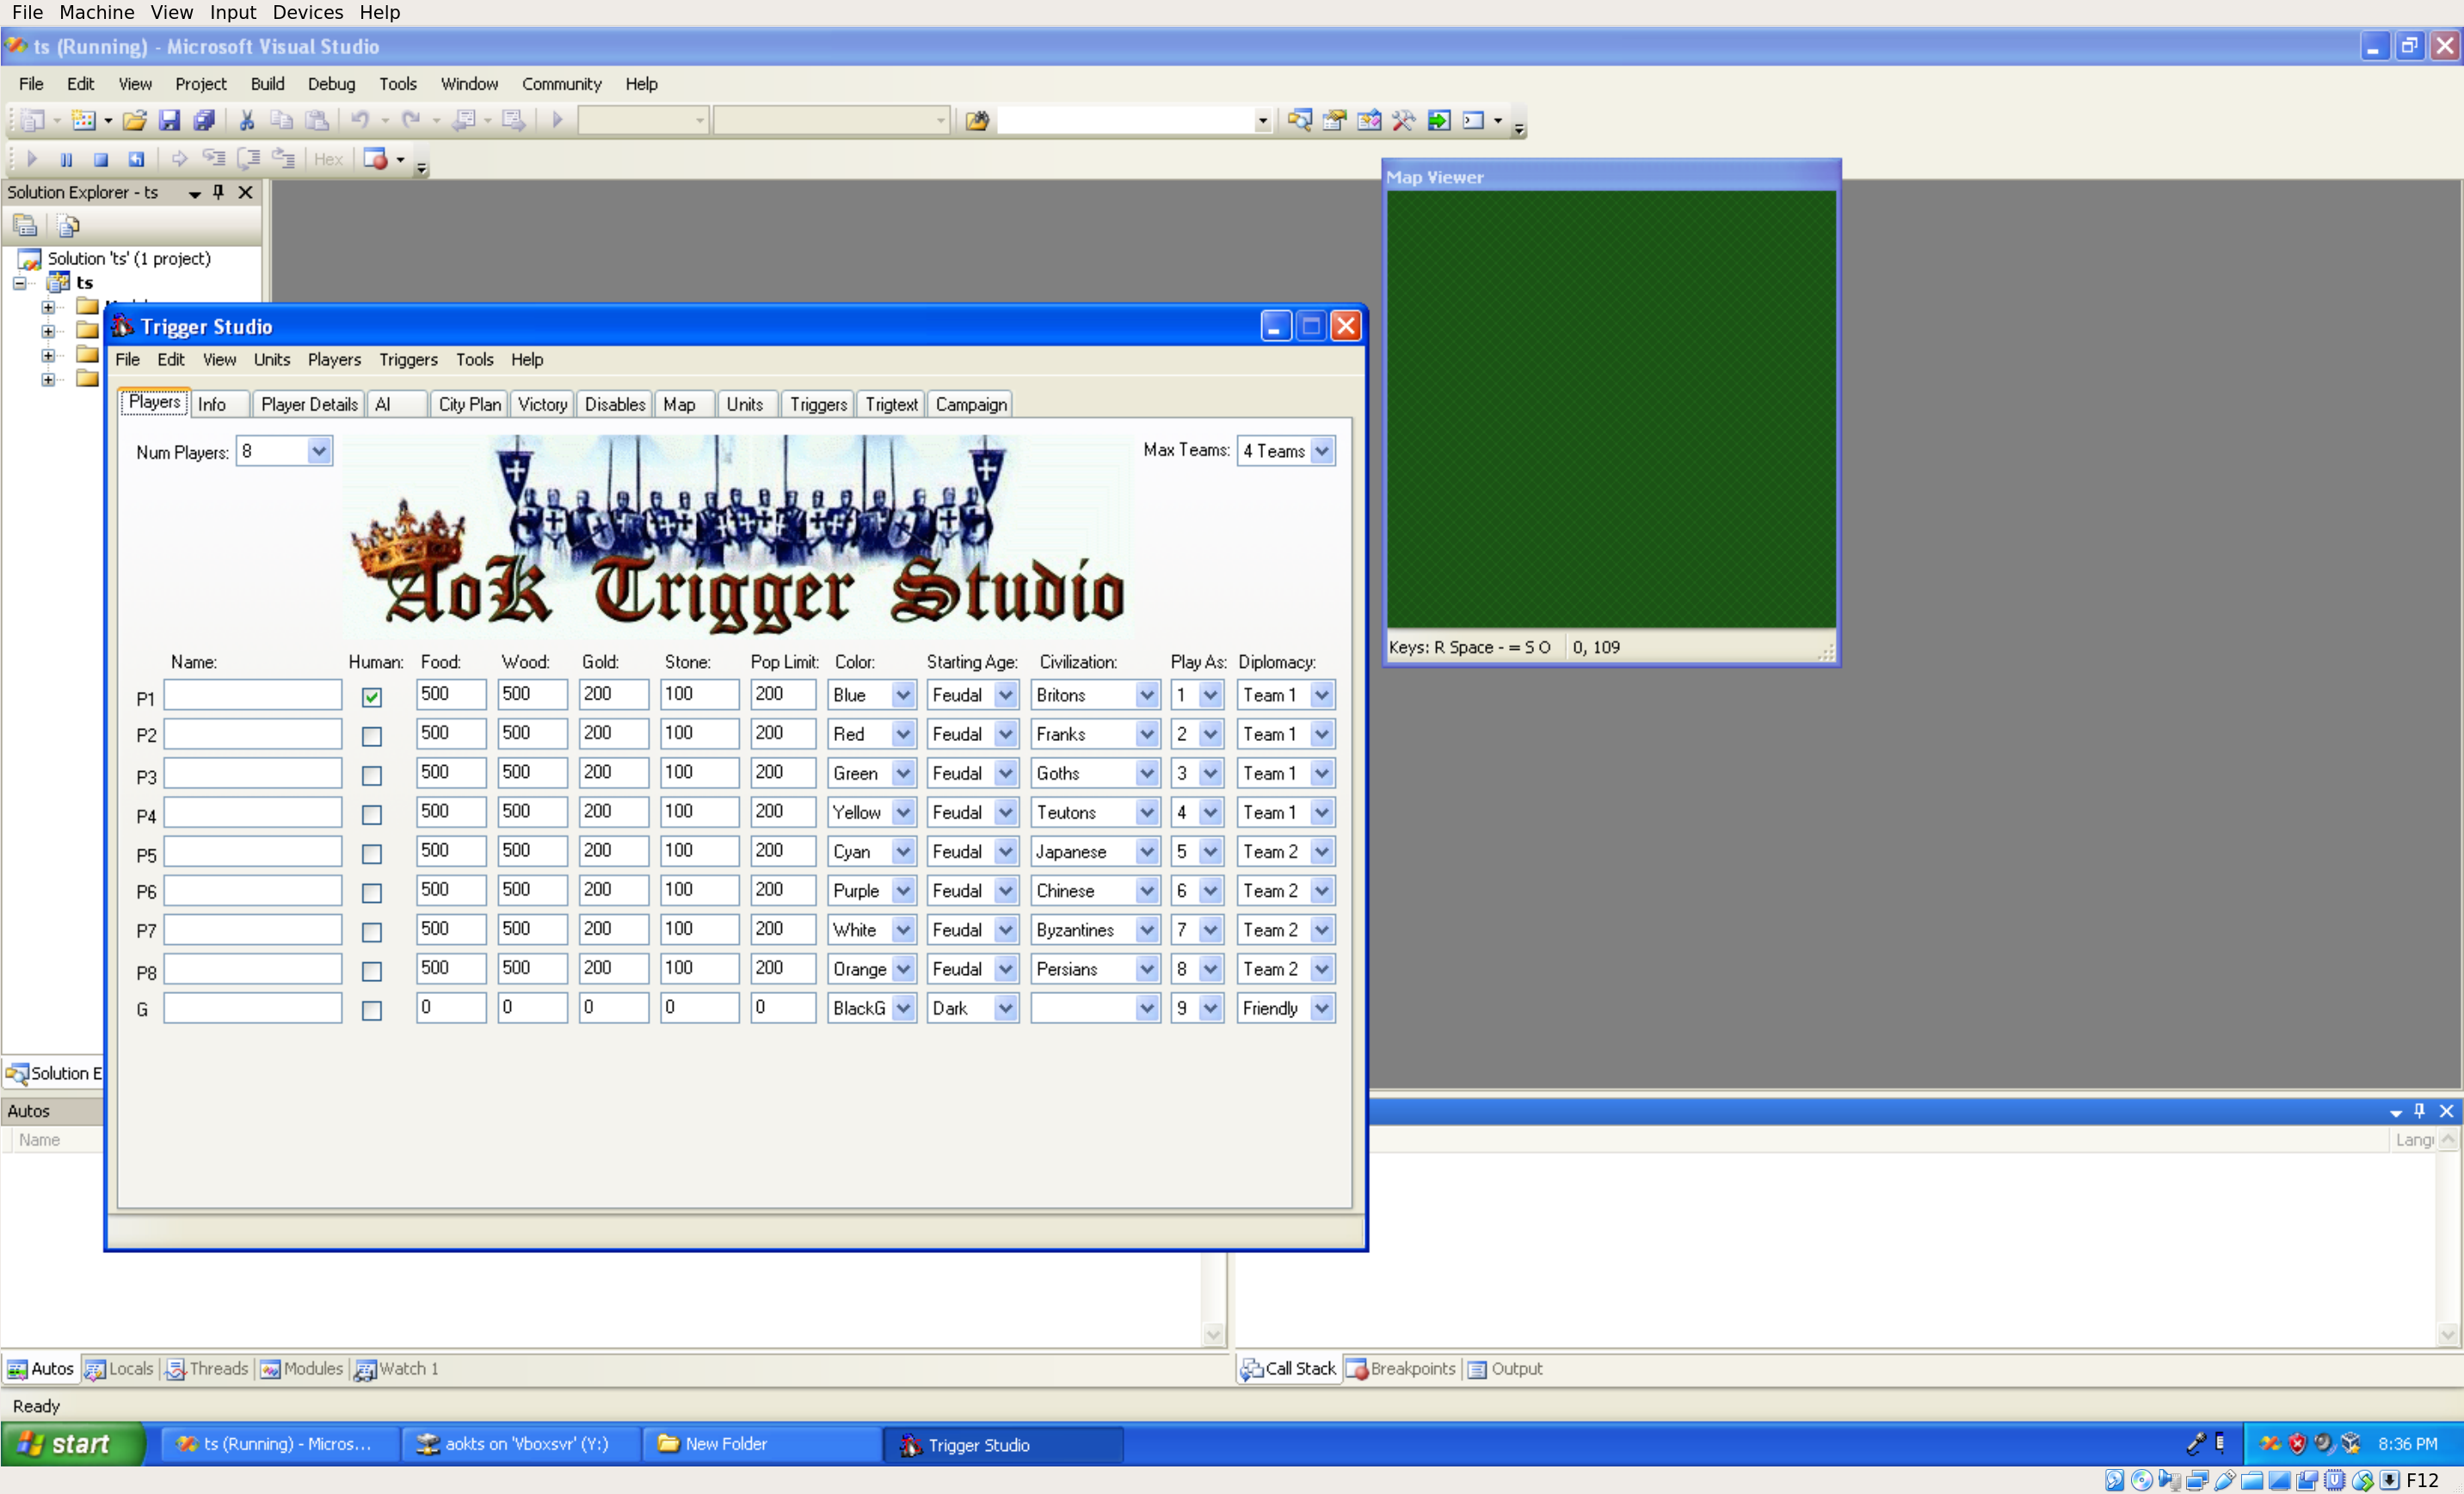 File Machine View Input Devices Help
ts (Running) - Microsoft Visual Studio
File Edit View Project Build Debug Tools Window Community Help
Hex
Solution Explorer - ts
Solution 'ts' (1 project)
ts
Map Viewer
Keys: R Space - = S O 0, 109
Trigger Studio
File Edit View Units Players Triggers Tools Help
Players Info Player Details AI City Plan Victory Disables Map Units Triggers Trigtext Campaign
Num Players: 8 Max Teams: 4 Teams
AoK Trigger Studio
Name: Human: Food: Wood: Gold: Stone: Pop Limit: Color: Starting Age: Civilization: Play As: Diplomacy:
P1 500 500 200 100 200 Blue Feudal Britons 1 Team 1
P2 500 500 200 100 200 Red Feudal Franks 2 Team 1
P3 500 500 200 100 200 Green Feudal Goths 3 Team 1
P4 500 500 200 100 200 Yellow Feudal Teutons 4 Team 1
P5 500 500 200 100 200 Cyan Feudal Japanese 5 Team 2
P6 500 500 200 100 200 Purple Feudal Chinese 6 Team 2
P7 500 500 200 100 200 White Feudal Byzantines 7 Team 2
P8 500 500 200 100 200 Orange Feudal Persians 8 Team 2
G 0 0 0 0 0 BlackG Dark 9 Friendly
Solution E
Autos
Name Langu
Autos Locals Threads Modules Watch 1 Call Stack Breakpoints Output
Ready
start ts (Running) - Micros... aokts on 'Vboxsvr' (Y:) New Folder Trigger Studio 8:36 PM
F12